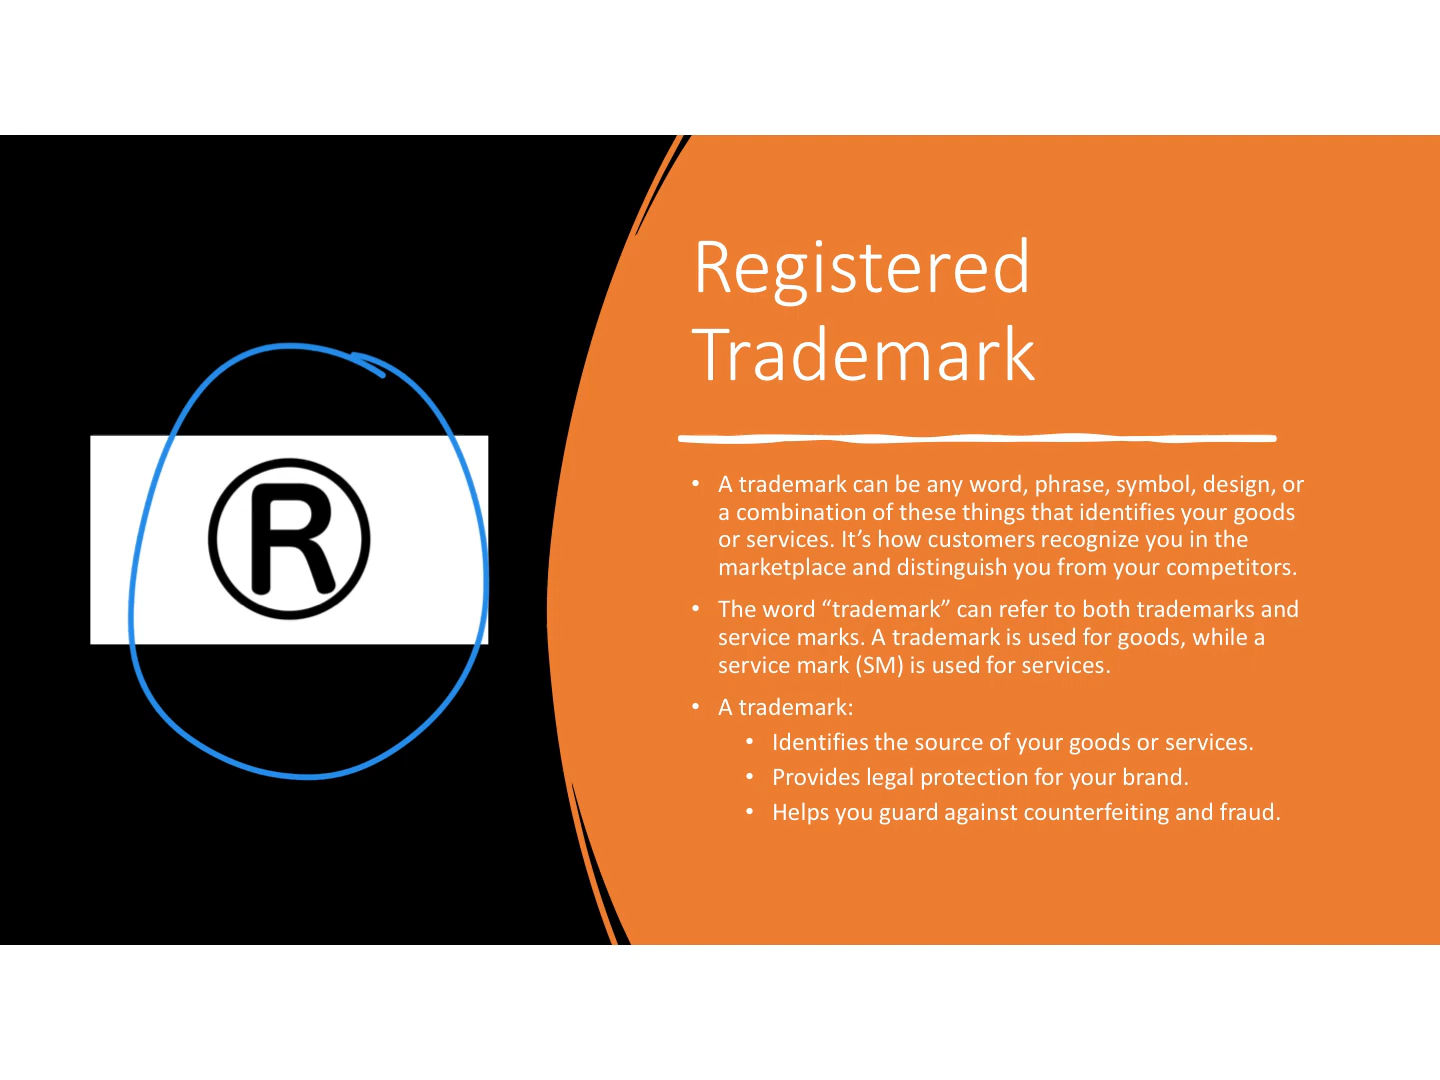 ®
Registered
Trademark
• A trademark can be any word, phrase, symbol, design, or
a combination of these things that identifies your goods
or services. It’s how customers recognize you in the
marketplace and distinguish you from your competitors.
• The word “trademark” can refer to both trademarks and
service marks. A trademark is used for goods, while a
service mark (SM) is used for services.
• A trademark:
• Identifies the source of your goods or services.
• Provides legal protection for your brand.
• Helps you guard against counterfeiting and fraud.